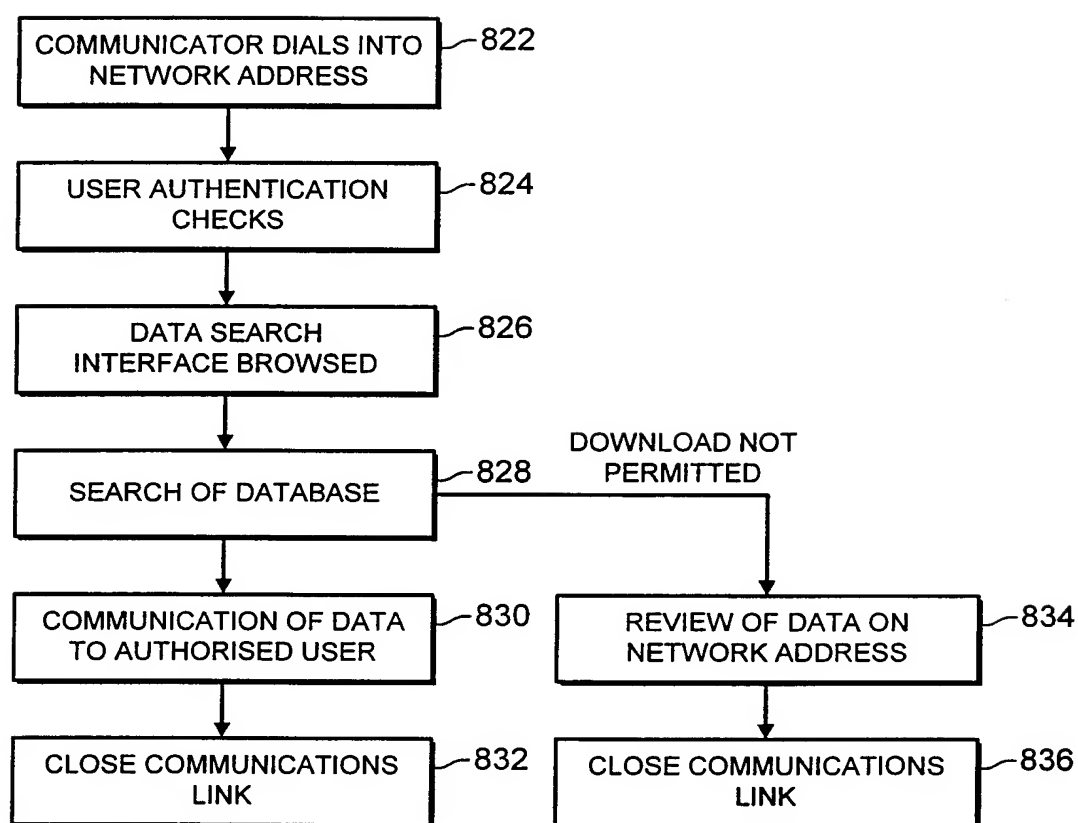 COMMUNICATOR DIALS INTO
NETWORK ADDRESS
822
USER AUTHENTICATION
CHECKS
824
DATA SEARCH
INTERFACE BROWSED
826
SEARCH OF DATABASE
828
DOWNLOAD NOT
PERMITTED
COMMUNICATION OF DATA
TO AUTHORISED USER
830
REVIEW OF DATA ON
NETWORK ADDRESS
834
CLOSE COMMUNICATIONS
LINK
832
CLOSE COMMUNICATIONS
LINK
836